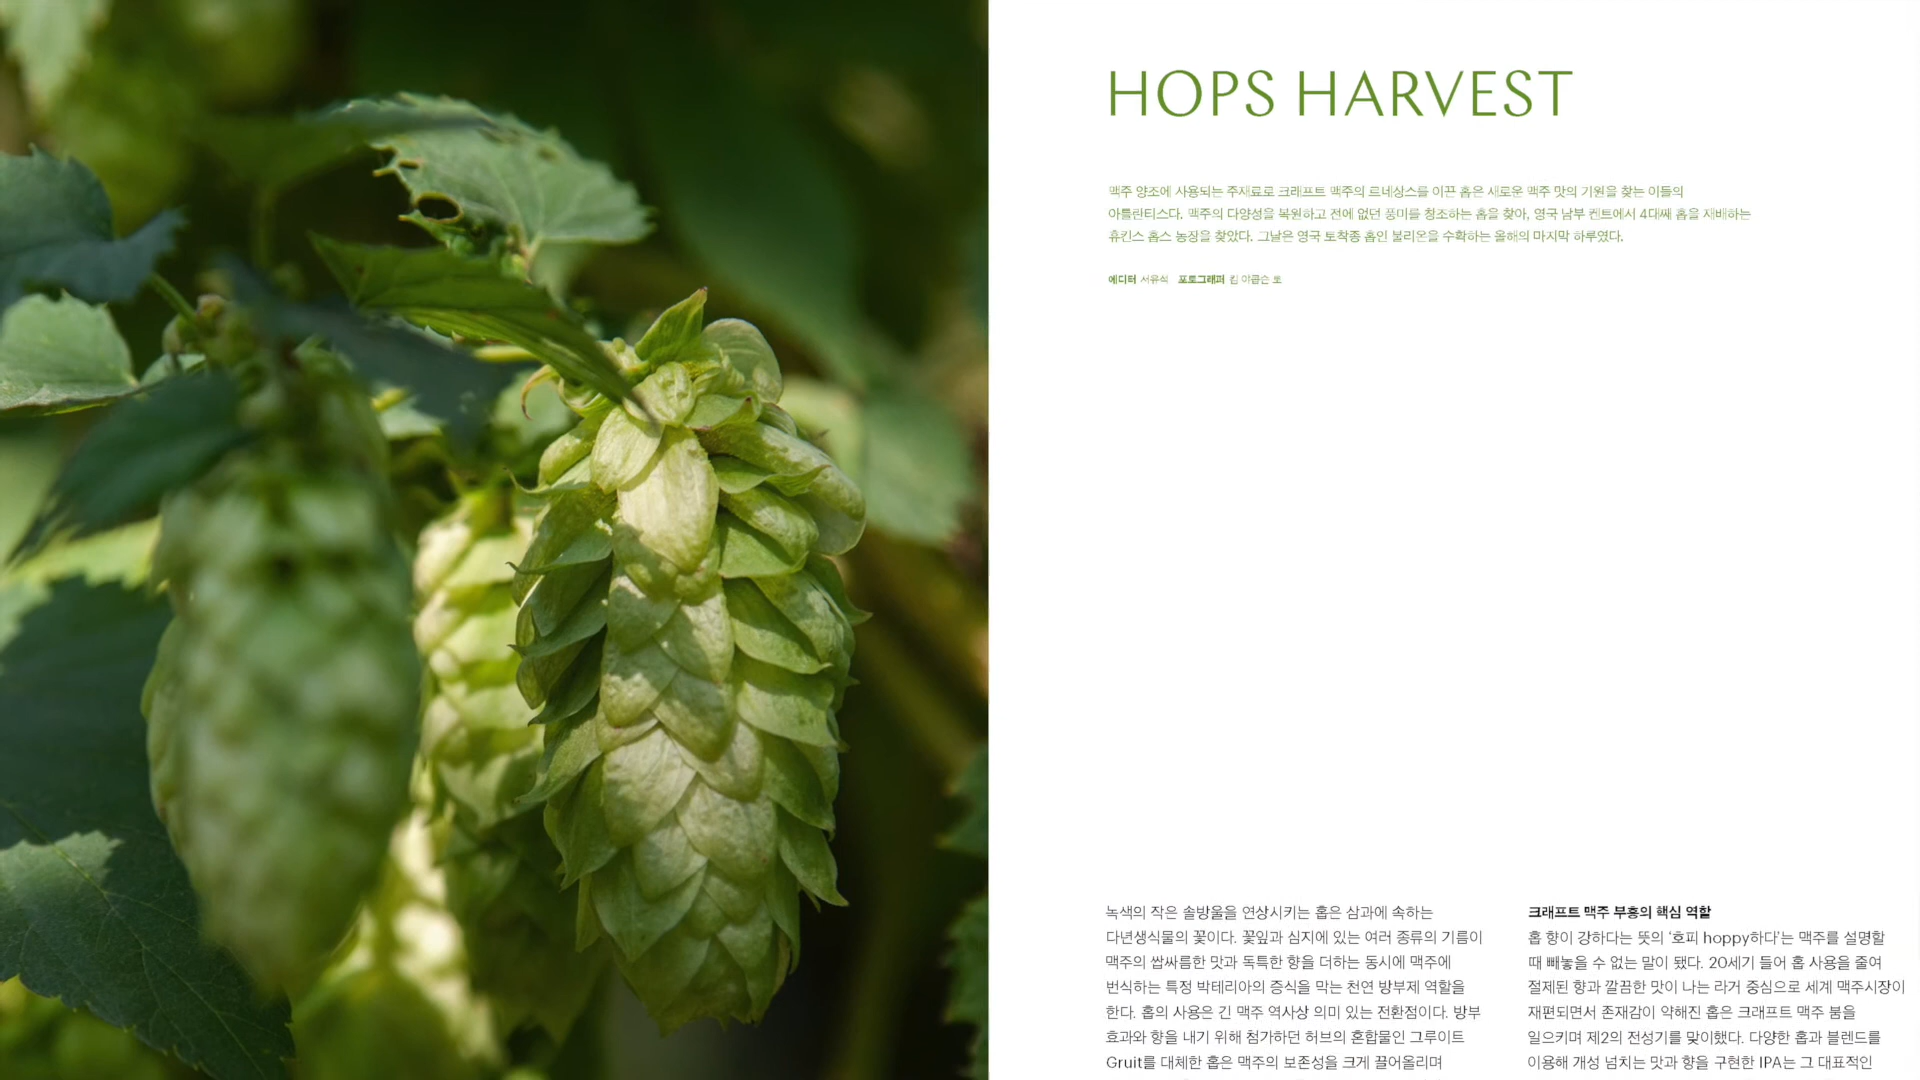 HOPS HARVEST
맥주 양조에 사용되는 주재료로 크래프트 맥주의 르네상스를 이끈 홉은 새로운 맥주 맛의 기원을 찾는 이들의
아틀란티스다. 맥주의 다양성을 복원하고 전에 없던 풍미를 창조하는 홉을 찾아, 영국 남부 켄트에서 4대째 홉을 재배하는
휴킨스 홉스 농장을 찾았다. 그날은 영국 토착종 홉인 불리온을 수확하는 올해의 마지막 하루였다.
에디터 서유석 포토그래퍼 킴 야콥슨 토
녹색의 작은 솔방울을 연상시키는 홉은 삼과에 속하는
다년생식물의 꽃이다. 꽃잎과 심지에 있는 여러 종류의 기름이
맥주의 쌉싸름한 맛과 독특한 향을 더하는 동시에 맥주에
번식하는 특정 박테리아의 증식을 막는 천연 방부제 역할을
한다. 홉의 사용은 긴 맥주 역사상 의미 있는 전환점이다. 방부
효과와 향을 내기 위해 첨가하던 허브의 혼합물인 그루이트
Gruit를 대체한 홉은 맥주의 보존성을 크게 끌어올리며
크래프트 맥주 부흥의 핵심 역할
홉 향이 강하다는 뜻의 ‘호피 hoppy하다’는 맥주를 설명할
때 빼놓을 수 없는 말이 됐다. 20세기 들어 홉 사용을 줄여
절제된 향과 깔끔한 맛이 나는 라거 중심으로 세계 맥주시장이
재편되면서 존재감이 약해진 홉은 크래프트 맥주 붐을
일으키며 제2의 전성기를 맞이했다. 다양한 홉과 블렌드를
이용해 개성 넘치는 맛과 향을 구현한 IPA는 그 대표적인